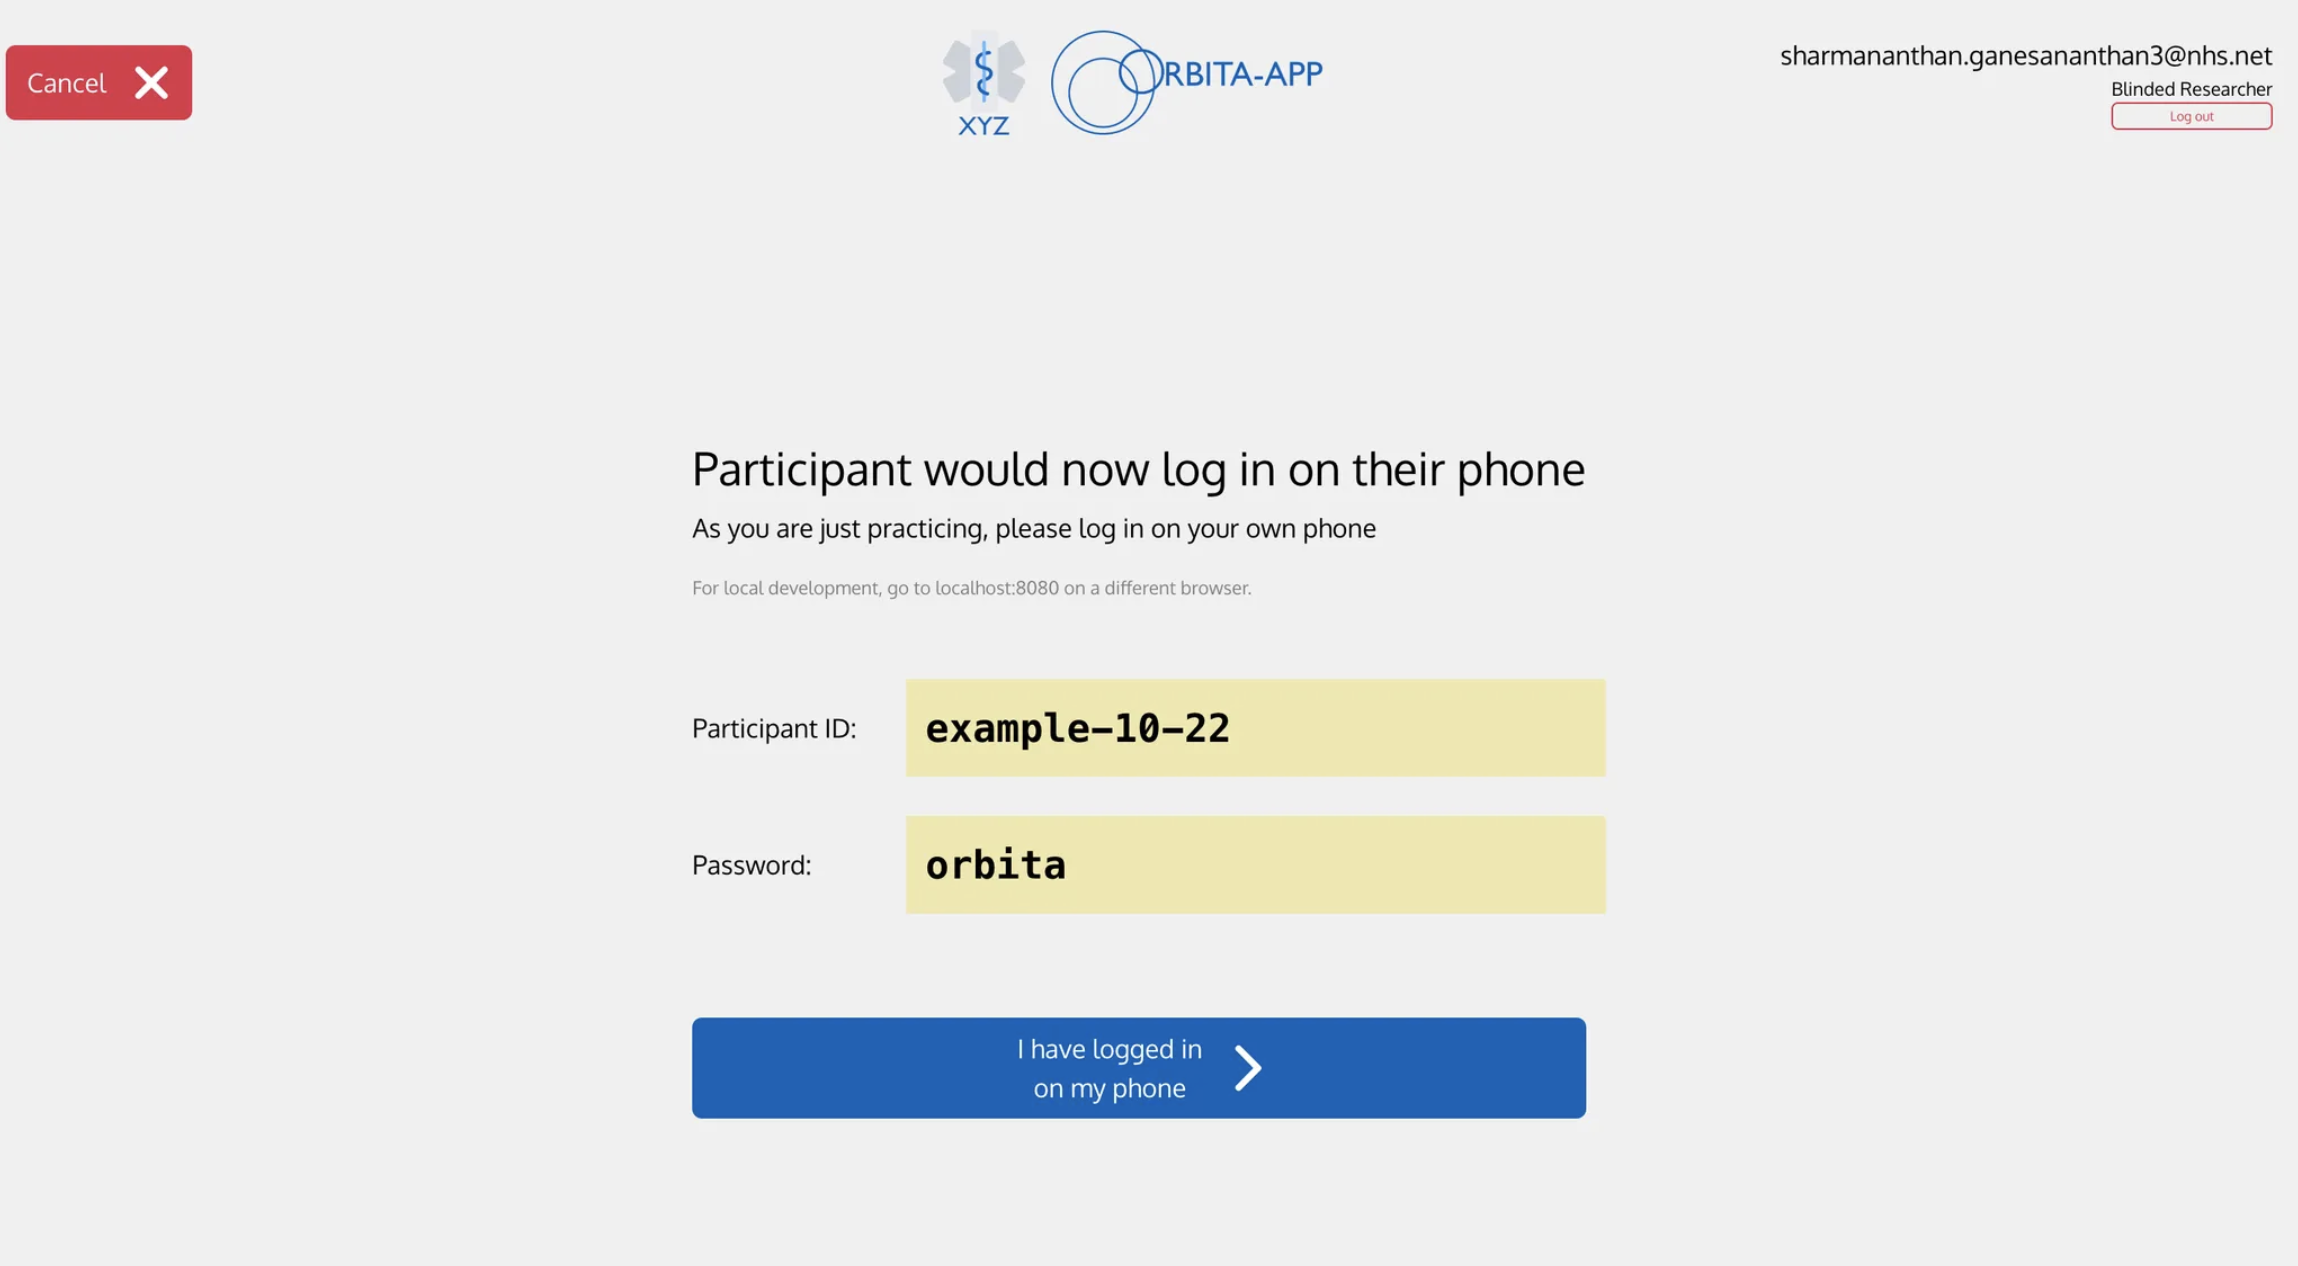 Cancel
XYZ
ORBITA-APP
sharmananthan.ganesananthan3@nhs.net
Blinded Researcher
Log out
Participant would now log in on their phone
As you are just practicing, please log in on your own phone
For local development, go to localhost:8080 on a different browser.
Participant ID: example-10-22
Password: orbita
I have logged in
on my phone